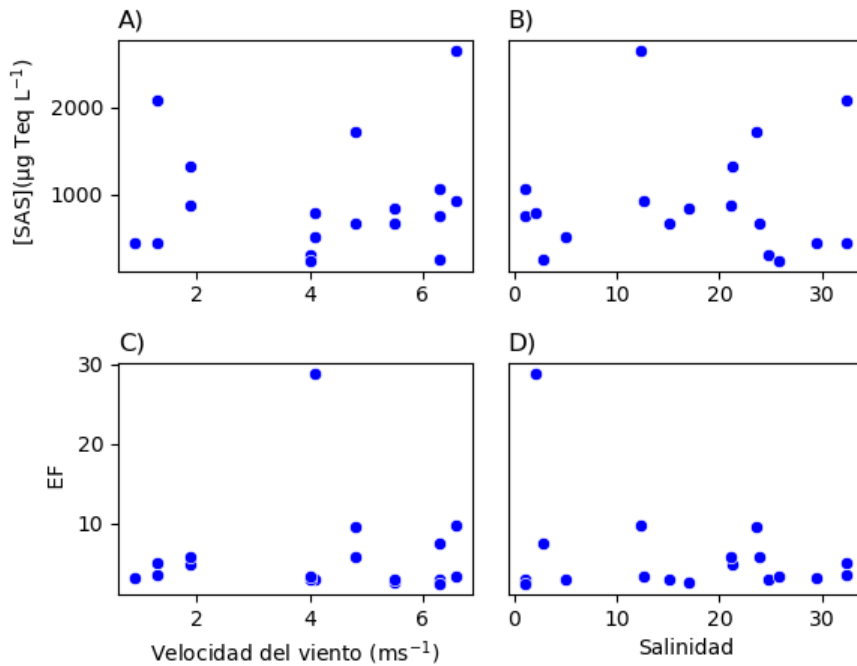 A)
B)
[SAS](µg Teq L⁻¹)
2000
1000
2
4
6
0
10
20
30
C)
D)
EF
30
20
10
2
4
6
0
10
20
30
Velocidad del viento (ms⁻¹)
Salinidad